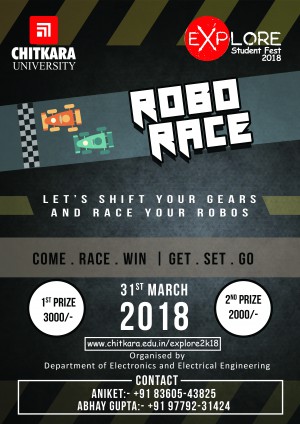 CHITKARA
UNIVERSITY
EXPLORE
Student Fest
2018
ROBO
RACE
LET'S SHIFT YOUR GEARS
AND RACE YOUR ROBOS
COME . RACE . WIN | GET . SET . GO
1ST PRIZE
3000/-
31ST MARCH
2018
2ND PRIZE
2000/-
www.chitkara.edu.in/explore2k18
Organised by
Department of Electronics and Electrical Engineering
CONTACT
ANIKET:- +91 83605-43825
ABHAY GUPTA:- +91 97792-31424